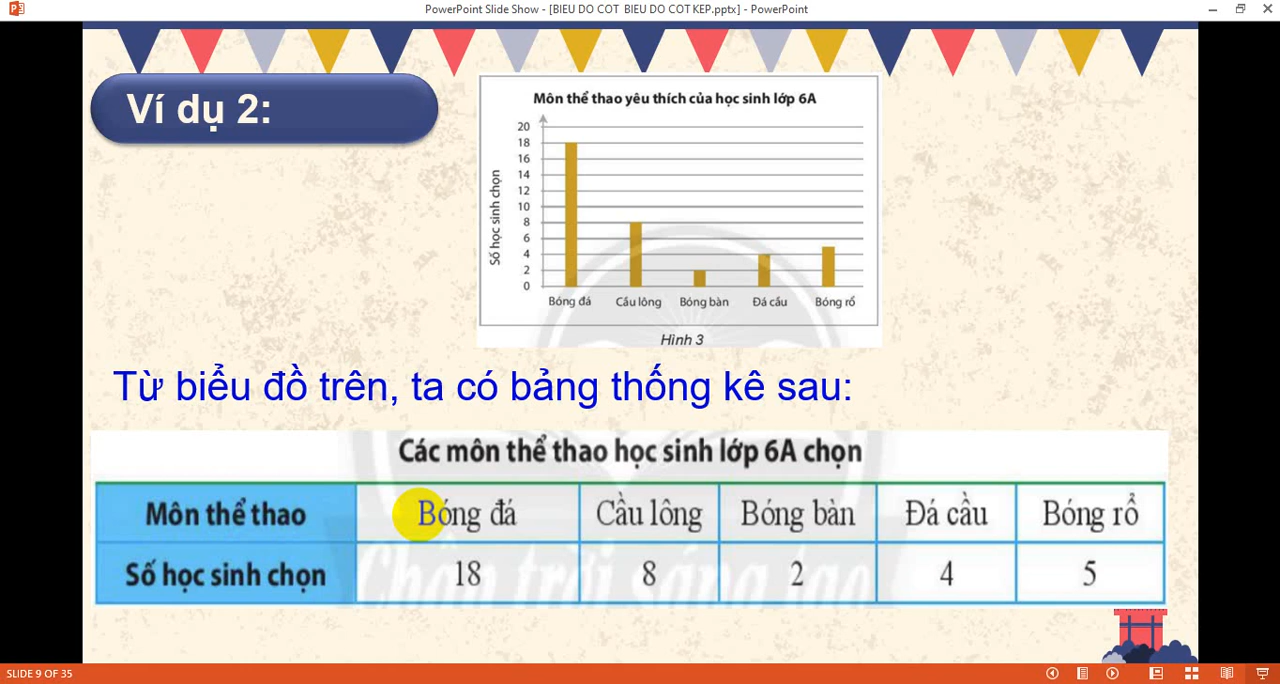 PowerPoint Slide Show - [BIEU DO COT BIEU DO COT KEP.pptx] - PowerPoint
Ví dụ 2:
Môn thể thao yêu thích của học sinh lớp 6A
Số học sinh chọn
20
18
16
14
12
10
8
6
4
2
0
Bóng đá Cầu lông Bóng bàn Đá cầu Bóng rổ
Hình 3
Từ biểu đồ trên, ta có bảng thống kê sau:
Các môn thể thao học sinh lớp 6A chọn
Môn thể thao Bóng đá Cầu lông Bóng bàn Đá cầu Bóng rổ
Số học sinh chọn 18 8 2 4 5
Chân trời sáng tạo
SLIDE 9 OF 35